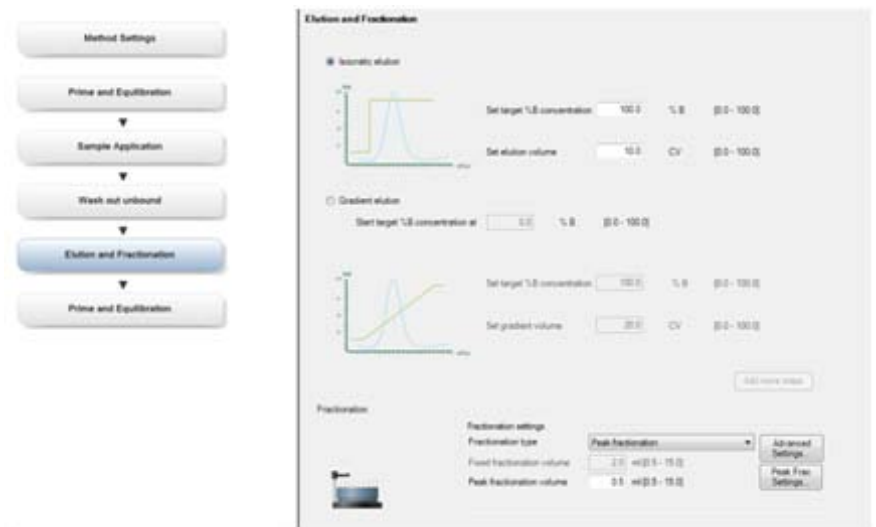 Method Settings
Prime and Equilibration
Sample Application
Wash out unbound
Elution and Fractionation
Prime and Equilibration
Elution and Fractionation
Isocratic elution
Set target %B concentration 100.0 % B [0.0 - 100.0]
Set elution volume 10.0 CV [0.0 - 100.0]
Gradient elution
Start target %B concentration at 0.0 % B [0.0 - 100.0]
Set target %B concentration 100.0 % B [0.0 - 100.0]
Set gradient volume 20.0 CV [0.0 - 100.0]
Add more steps
Fractionation
Fractionation settings
Fractionation type Peak fractionation Advanced Settings...
Fixed fractionation volume 2.0 ml [0.5 - 15.0]
Peak fractionation volume 0.5 ml [0.5 - 15.0] Peak Frac Settings...